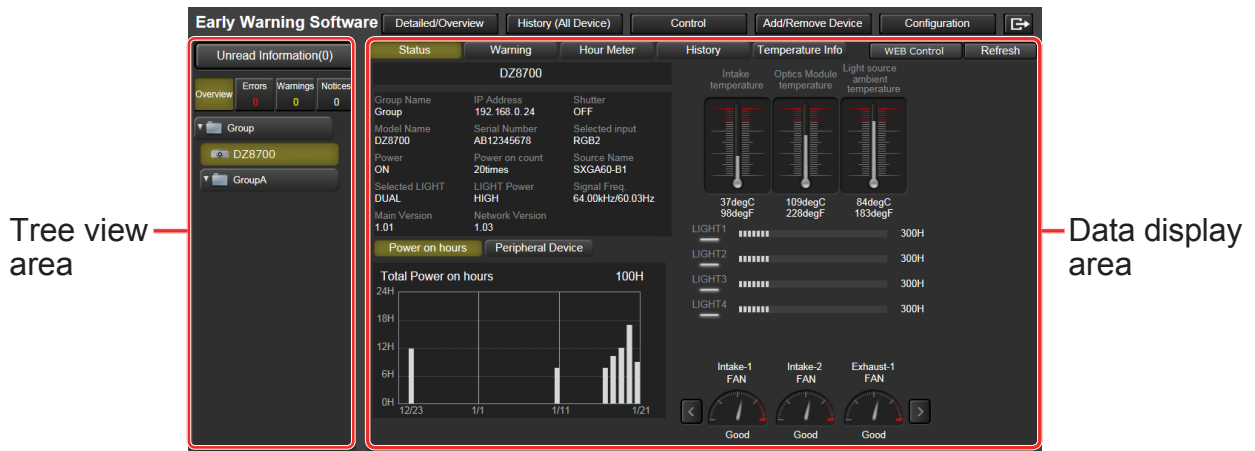 Early Warning Software
Detailed/Overview
History (All Device)
Control
Add/Remove Device
Configuration
Tree view
area
Unread Information(0)
Overview
Errors
0
Warnings
0
Notices
0
Group
DZ8700
GroupA
Status
Warning
Hour Meter
History
Temperature Info
WEB Control
Refresh
DZ8700
Group Name
Group
IP Address
192.168.0.24
Shutter
OFF
Model Name
DZ8700
Serial Number
AB12345678
Selected input
RGB2
Power
ON
Power on count
20times
Source Name
SXGA60-B1
Selected LIGHT
DUAL
LIGHT Power
HIGH
Signal Freq.
64.00kHz/60.03Hz
Main Version
1.01
Network Version
1.03
Power on hours
Peripheral Device
Total Power on hours
100H
24H
18H
12H
6H
0H
12/23
1/1
1/11
1/21
Intake
temperature
37degC
98degF
Optics Module
temperature
109degC
228degF
Light source
ambient
temperature
84degC
183degF
LIGHT1
300H
LIGHT2
300H
LIGHT3
300H
LIGHT4
300H
Intake-1
FAN
Good
Intake-2
FAN
Good
Exhaust-1
FAN
Good
Data display
area